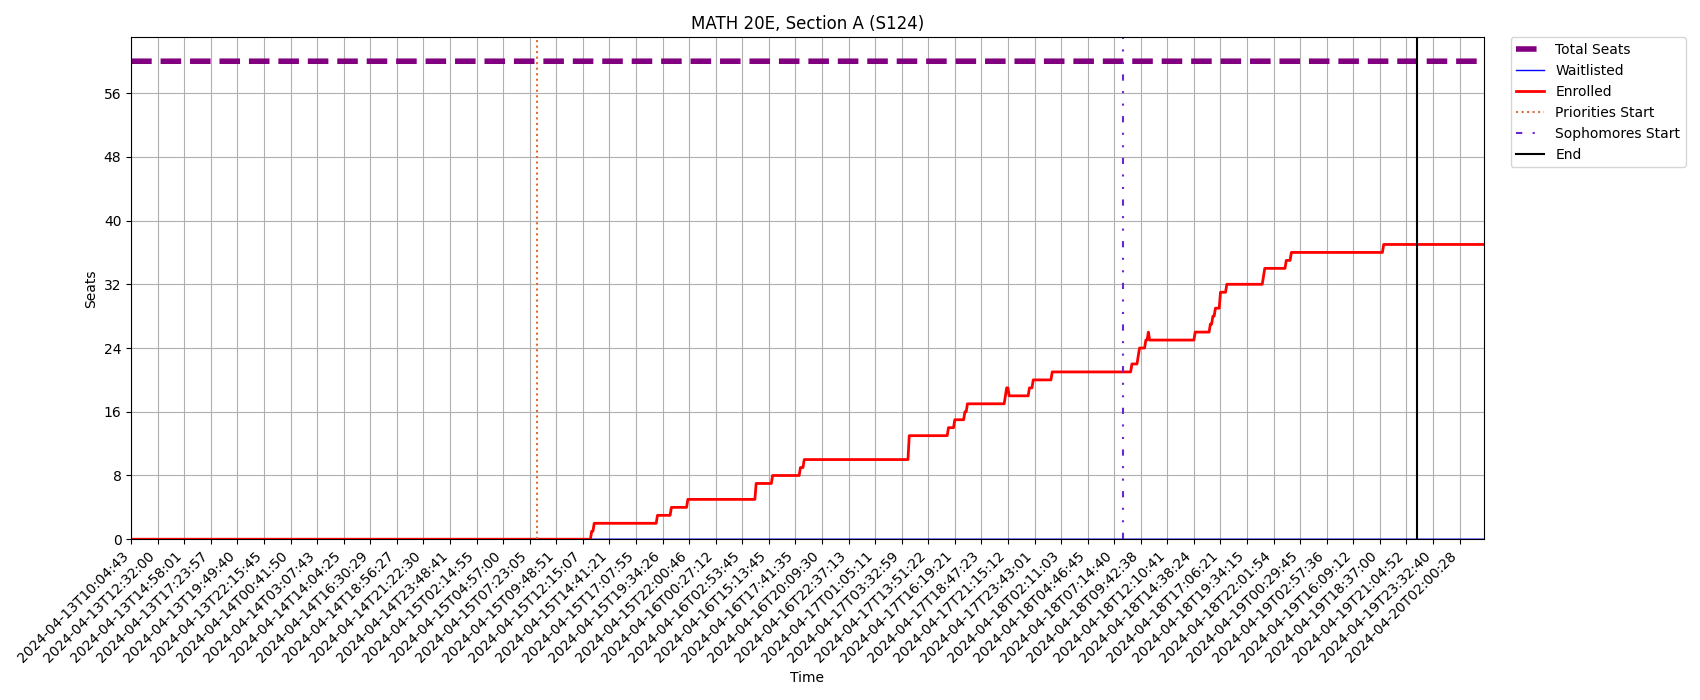 MATH 20E, Section A (S124)
Total Seats
Waitlisted
Enrolled
Priorities Start
Sophomores Start
End
Seats
56
48
40
32
24
16
8
0
2024-04-13T10:04:43
2024-04-13T12:32:00
2024-04-13T14:58:01
2024-04-13T17:23:57
2024-04-13T19:49:40
2024-04-13T22:15:45
2024-04-14T00:41:50
2024-04-14T03:07:43
2024-04-14T14:04:25
2024-04-14T16:30:29
2024-04-14T18:56:27
2024-04-14T21:22:30
2024-04-14T23:48:41
2024-04-15T02:14:55
2024-04-15T04:57:00
2024-04-15T07:23:05
2024-04-15T09:48:51
2024-04-15T12:15:07
2024-04-15T14:41:21
2024-04-15T17:07:55
2024-04-15T19:34:26
2024-04-15T22:00:46
2024-04-16T00:27:12
2024-04-16T02:53:45
2024-04-16T15:13:45
2024-04-16T17:41:35
2024-04-16T20:09:30
2024-04-16T22:37:13
2024-04-17T01:05:11
2024-04-17T03:32:59
2024-04-17T13:51:22
2024-04-17T16:19:21
2024-04-17T18:47:23
2024-04-17T21:15:12
2024-04-17T23:43:01
2024-04-18T02:11:03
2024-04-18T04:46:45
2024-04-18T07:14:40
2024-04-18T09:42:38
2024-04-18T12:10:41
2024-04-18T14:38:24
2024-04-18T17:06:21
2024-04-18T19:34:15
2024-04-18T22:01:54
2024-04-19T00:29:45
2024-04-19T02:57:36
2024-04-19T16:09:12
2024-04-19T18:37:00
2024-04-19T21:04:52
2024-04-19T23:32:40
2024-04-20T02:00:28
Time